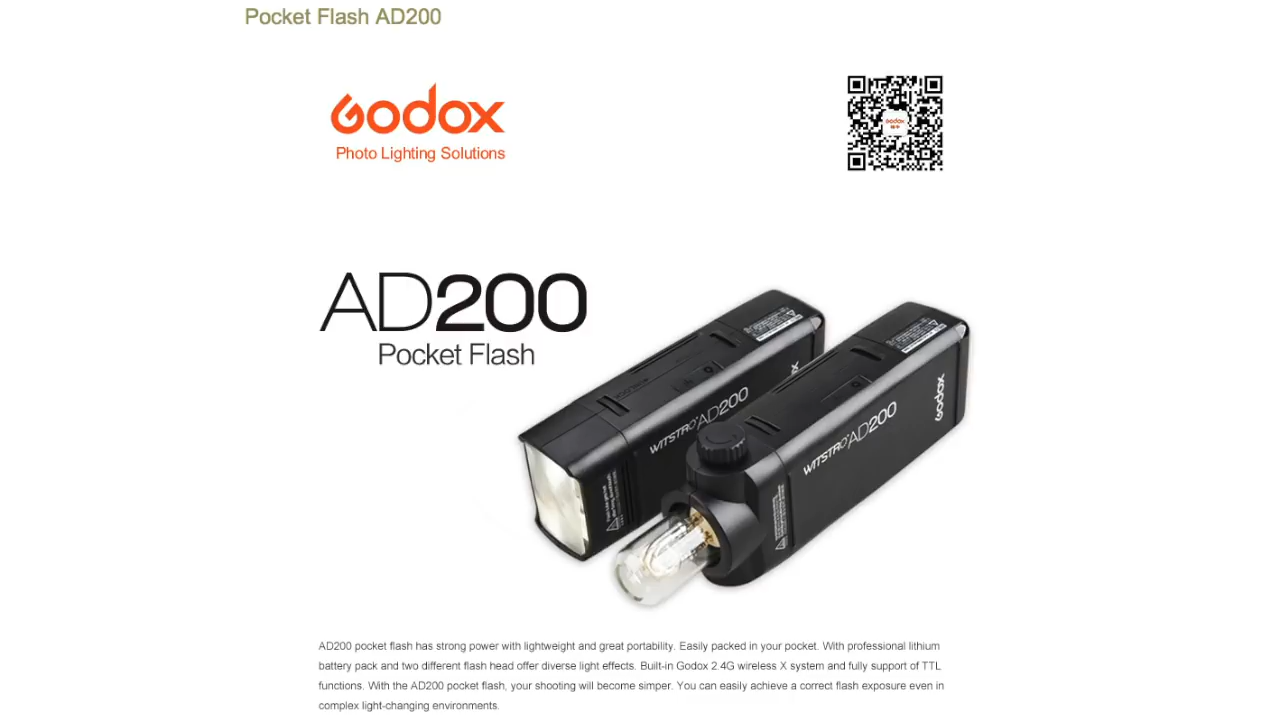 Pocket Flash AD200
Godox
Photo Lighting Solutions
Godox
AD200
Pocket Flash
WITSTRO AD200
WITSTRO AD200
Godox
AD200 pocket flash has strong power with lightweight and great portability. Easily packed in your pocket. With professional lithium
battery pack and two different flash head offer diverse light effects. Built-in Godox 2.4G wireless X system and fully support of TTL
functions. With the AD200 pocket flash, your shooting will become simper. You can easily achieve a correct flash exposure even in
complex light-changing environments.